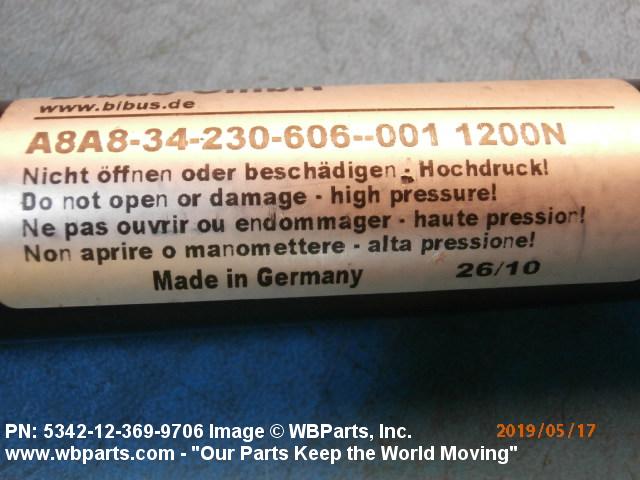 Bibus GmbH
www.bibus.de
A8A8-34-230-606--001 1200N
Nicht öffnen oder beschädigen - Hochdruck!
Do not open or damage - high pressure!
Ne pas ouvrir ou endommager - haute pression!
Non aprire o manomettere - alta pressione!
Made in Germany 26/10
PN: 5342-12-369-9706 Image © WBParts, Inc. 2019/05/17
www.wbparts.com - "Our Parts Keep the World Moving"